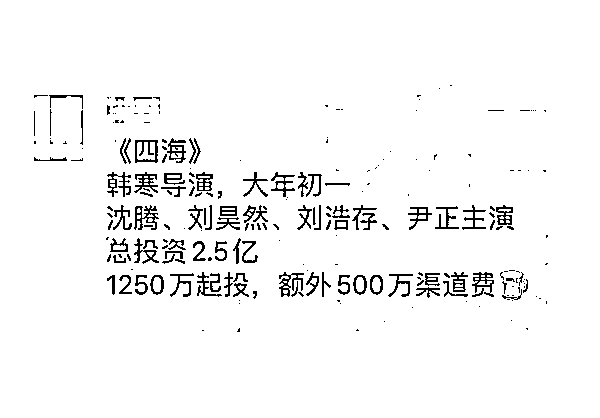 《四海》
韩寒导演，大年初一
沈腾、刘昊然、刘浩存、尹正主演
总投资2.5亿
1250万起投，额外500万渠道费🍺